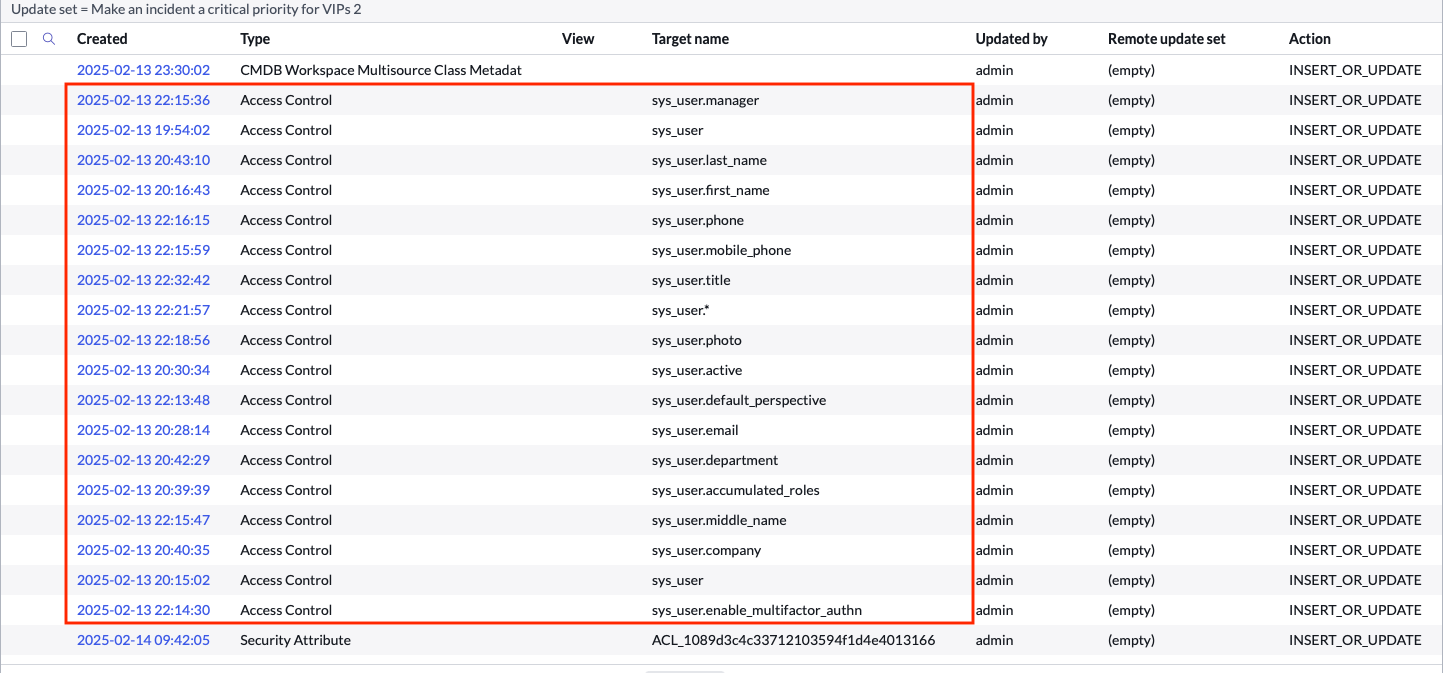 Update set = Make an incident a critical priority for VIPs 2
Created Type View Target name Updated by Remote update set Action
2025-02-13 23:30:02 CMDB Workspace Multisource Class Metadat admin (empty) INSERT_OR_UPDATE
2025-02-13 22:15:36 Access Control sys_user.manager admin (empty) INSERT_OR_UPDATE
2025-02-13 19:54:02 Access Control sys_user admin (empty) INSERT_OR_UPDATE
2025-02-13 20:43:10 Access Control sys_user.last_name admin (empty) INSERT_OR_UPDATE
2025-02-13 20:16:43 Access Control sys_user.first_name admin (empty) INSERT_OR_UPDATE
2025-02-13 22:16:15 Access Control sys_user.phone admin (empty) INSERT_OR_UPDATE
2025-02-13 22:15:59 Access Control sys_user.mobile_phone admin (empty) INSERT_OR_UPDATE
2025-02-13 22:32:42 Access Control sys_user.title admin (empty) INSERT_OR_UPDATE
2025-02-13 22:21:57 Access Control sys_user.* admin (empty) INSERT_OR_UPDATE
2025-02-13 22:18:56 Access Control sys_user.photo admin (empty) INSERT_OR_UPDATE
2025-02-13 20:30:34 Access Control sys_user.active admin (empty) INSERT_OR_UPDATE
2025-02-13 22:13:48 Access Control sys_user.default_perspective admin (empty) INSERT_OR_UPDATE
2025-02-13 20:28:14 Access Control sys_user.email admin (empty) INSERT_OR_UPDATE
2025-02-13 20:42:29 Access Control sys_user.department admin (empty) INSERT_OR_UPDATE
2025-02-13 20:39:39 Access Control sys_user.accumulated_roles admin (empty) INSERT_OR_UPDATE
2025-02-13 22:15:47 Access Control sys_user.middle_name admin (empty) INSERT_OR_UPDATE
2025-02-13 20:40:35 Access Control sys_user.company admin (empty) INSERT_OR_UPDATE
2025-02-13 20:15:02 Access Control sys_user admin (empty) INSERT_OR_UPDATE
2025-02-13 22:14:30 Access Control sys_user.enable_multifactor_authn admin (empty) INSERT_OR_UPDATE
2025-02-14 09:42:05 Security Attribute ACL_1089d3c4c33712103594f1d4e4013166 admin (empty) INSERT_OR_UPDATE